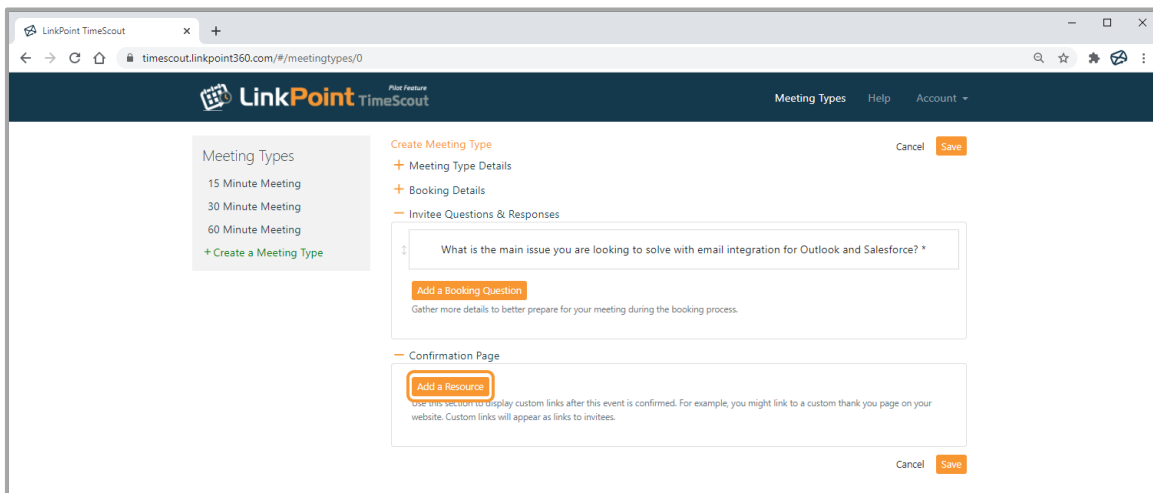 LinkPoint TimeScout
timescout.linkpoint360.com/#/meetingtypes/0
LinkPoint TimeScout
Pilot Feature
Meeting Types Help Account
Meeting Types
15 Minute Meeting
30 Minute Meeting
60 Minute Meeting
+ Create a Meeting Type
Create Meeting Type
Cancel Save
+ Meeting Type Details
+ Booking Details
− Invitee Questions & Responses
What is the main issue you are looking to solve with email integration for Outlook and Salesforce? *
Add a Booking Question
Gather more details to better prepare for your meeting during the booking process.
− Confirmation Page
Add a Resource
Use this section to display custom links after this event is confirmed. For example, you might link to a custom thank you page on your
website. Custom links will appear as links to invitees.
Cancel Save